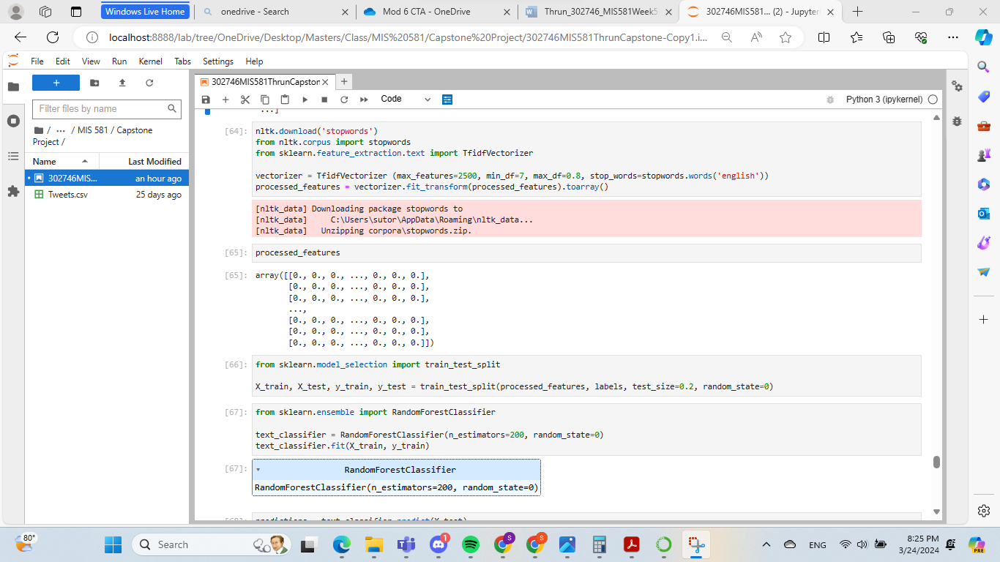 Windows Live Home
onedrive - Search
Mod 6 CTA - OneDrive
Thrun_302746_MIS581Week5
302746MIS581... (2) - Jupyter
localhost:8888/lab/tree/OneDrive/Desktop/Masters/Class/MIS%20581/Capstone%20Project/302746MIS581ThrunCapstone-Copy1.i...
File Edit View Run Kernel Tabs Settings Help
302746MIS581ThrunCapston
Filter files by name
/ ... / MIS 581 / Capstone
Project /
Name Last Modified
302746MIS... an hour ago
Tweets.csv 25 days ago
Code
Python 3 (ipykernel)
...]
[64]: nltk.download('stopwords')
from nltk.corpus import stopwords
from sklearn.feature_extraction.text import TfidfVectorizer
vectorizer = TfidfVectorizer (max_features=2500, min_df=7, max_df=0.8, stop_words=stopwords.words('english'))
processed_features = vectorizer.fit_transform(processed_features).toarray()
[nltk_data] Downloading package stopwords to
[nltk_data]     C:\Users\sutor\AppData\Roaming\nltk_data...
[nltk_data]   Unzipping corpora\stopwords.zip.
[65]: processed_features
[65]: array([[0., 0., 0., ..., 0., 0., 0.],
[0., 0., 0., ..., 0., 0., 0.],
[0., 0., 0., ..., 0., 0., 0.],
...,
[0., 0., 0., ..., 0., 0., 0.],
[0., 0., 0., ..., 0., 0., 0.],
[0., 0., 0., ..., 0., 0., 0.]])
[66]: from sklearn.model_selection import train_test_split
X_train, X_test, y_train, y_test = train_test_split(processed_features, labels, test_size=0.2, random_state=0)
[67]: from sklearn.ensemble import RandomForestClassifier
text_classifier = RandomForestClassifier(n_estimators=200, random_state=0)
text_classifier.fit(X_train, y_train)
[67]: RandomForestClassifier
RandomForestClassifier(n_estimators=200, random_state=0)
[68]: predictions = text_classifier.predict(X_test)
80°
Search
1
S
S
ENG
8:25 PM
3/24/2024
PRE